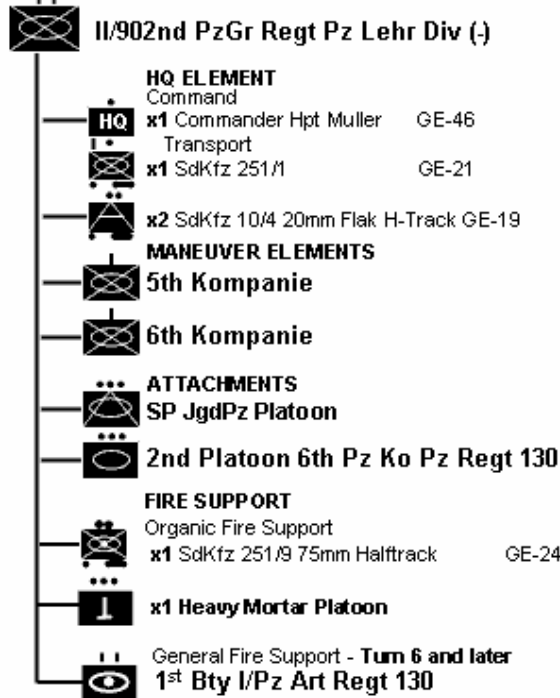 II/902nd PzGr Regt Pz Lehr Div (-)
HQ ELEMENT
Command
HQ x1 Commander Hpt Muller GE-46
Transport
x1 SdKfz 251/1 GE-21
x2 SdKfz 10/4 20mm Flak H-Track GE-19
MANEUVER ELEMENTS
5th Kompanie
6th Kompanie
ATTACHMENTS
SP JgdPz Platoon
2nd Platoon 6th Pz Ko Pz Regt 130
FIRE SUPPORT
Organic Fire Support
x1 SdKfz 251/9 75mm Halftrack GE-24
x1 Heavy Mortar Platoon
General Fire Support - Turn 6 and later
1st Bty I/Pz Art Regt 130